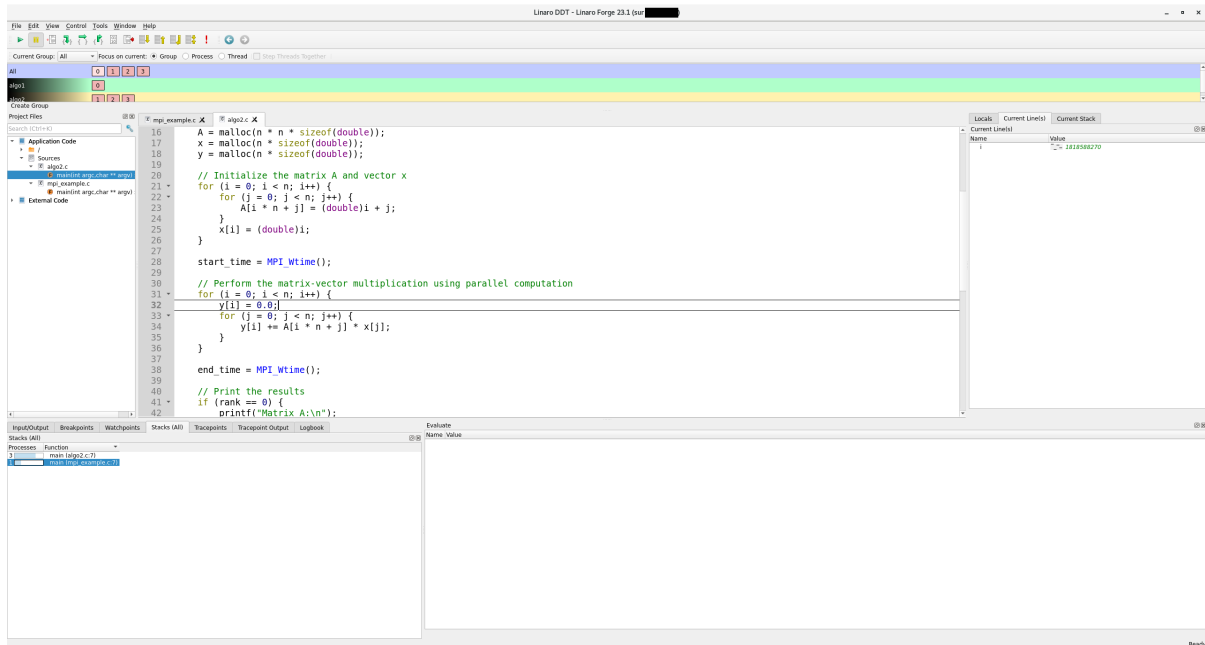 Linaro DDT - Linaro Forge 23.1 (sur )
File Edit View Control Tools Window Help
Current Group: All Focus on current: Group Process Thread Step Threads Together
All 0 1 2 3
algo1 0
algo2 1 2 3
Create Group
Project Files
Search (Ctrl+K)
Application Code
/
Sources
algo2.c
main(int argc,char ** argv)
mpi_example.c
main(int argc,char ** argv)
External Code
mpi_example.c algo2.c
16 A = malloc(n * n * sizeof(double));
17 x = malloc(n * sizeof(double));
18 y = malloc(n * sizeof(double));
19
20 // Initialize the matrix A and vector x
21 for (i = 0; i < n; i++) {
22 for (j = 0; j < n; j++) {
23 A[i * n + j] = (double)i + j;
24 }
25 x[i] = (double)i;
26 }
27
28 start_time = MPI_Wtime();
29
30 // Perform the matrix-vector multiplication using parallel computation
31 for (i = 0; i < n; i++) {
32 y[i] = 0.0;
33 for (j = 0; j < n; j++) {
34 y[i] += A[i * n + j] * x[j];
35 }
36 }
37
38 end_time = MPI_Wtime();
39
40 // Print the results
41 if (rank == 0) {
42 printf("Matrix A:\n");
Locals Current Line(s) Current Stack
Current Line(s)
Name Value
i 1818588270
Input/Output Breakpoints Watchpoints Stacks (All) Tracepoints Tracepoint Output Logbook
Stacks (All)
Processes Function
3 main (algo2.c:7)
1 main (mpi_example.c:7)
Evaluate
Name Value
Ready